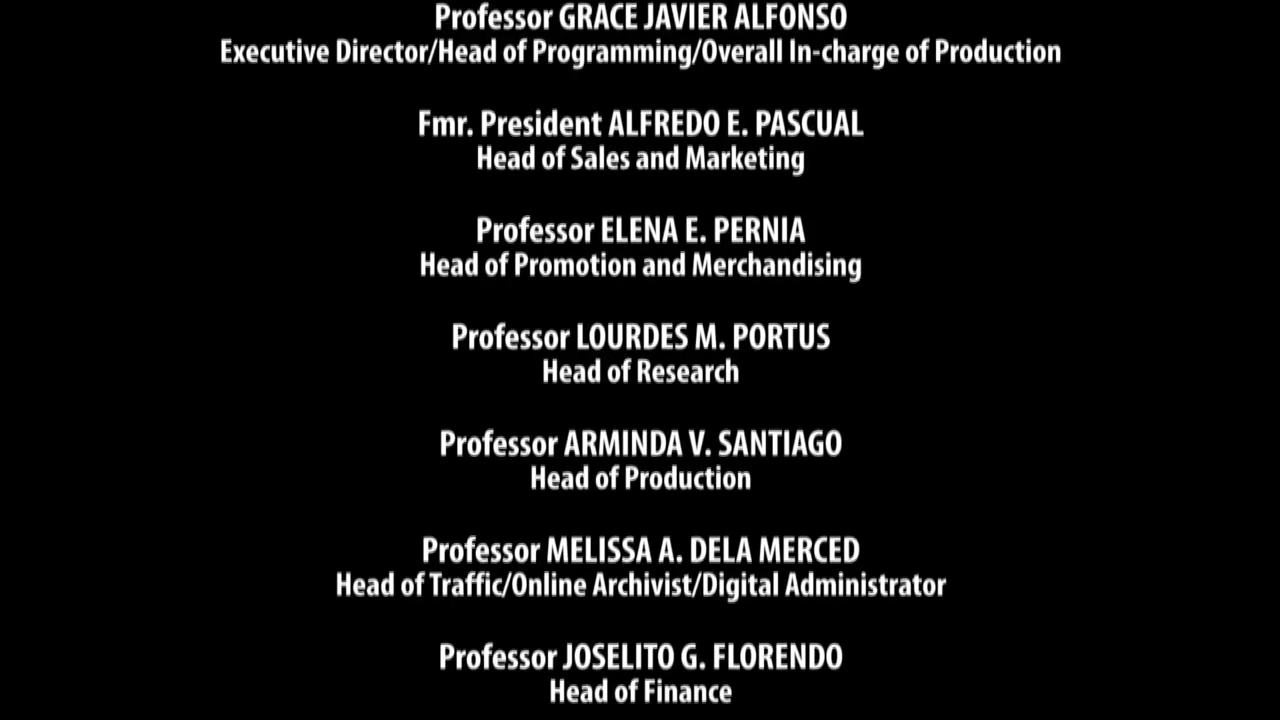 Professor GRACE JAVIER ALFONSO
Executive Director/Head of Programming/Overall In-charge of Production
Fmr. President ALFREDO E. PASCUAL
Head of Sales and Marketing
Professor ELENA E. PERNIA
Head of Promotion and Merchandising
Professor LOURDES M. PORTUS
Head of Research
Professor ARMINDA V. SANTIAGO
Head of Production
Professor MELISSA A. DELA MERCED
Head of Traffic/Online Archivist/Digital Administrator
Professor JOSELITO G. FLORENDO
Head of Finance